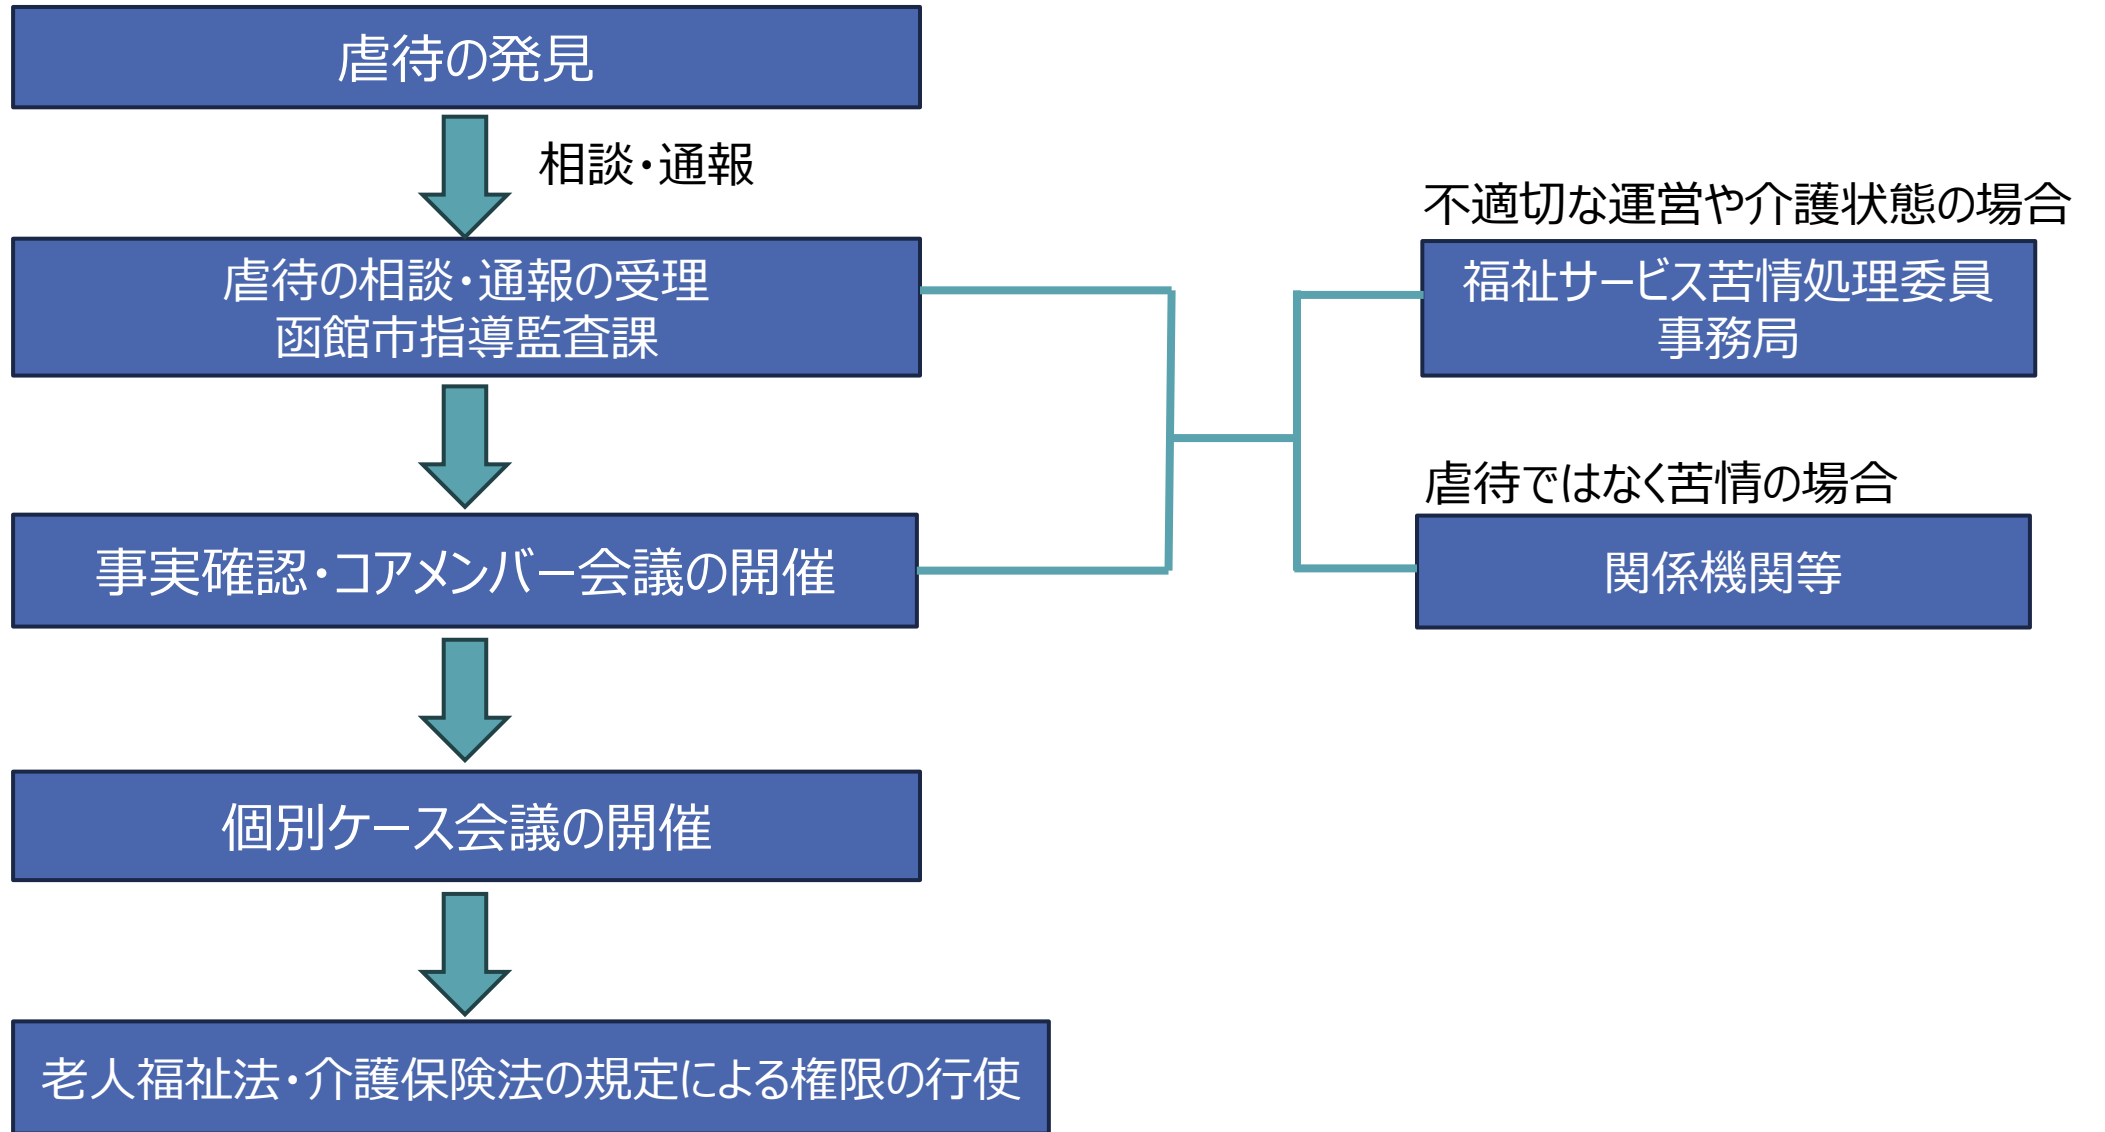 虐待の発見
相談・通報
虐待の相談・通報の受理
函館市指導監査課
不適切な運営や介護状態の場合
福祉サービス苦情処理委員
事務局
虐待ではなく苦情の場合
関係機関等
事実確認・コアメンバー会議の開催
個別ケース会議の開催
老人福祉法・介護保険法の規定による権限の行使